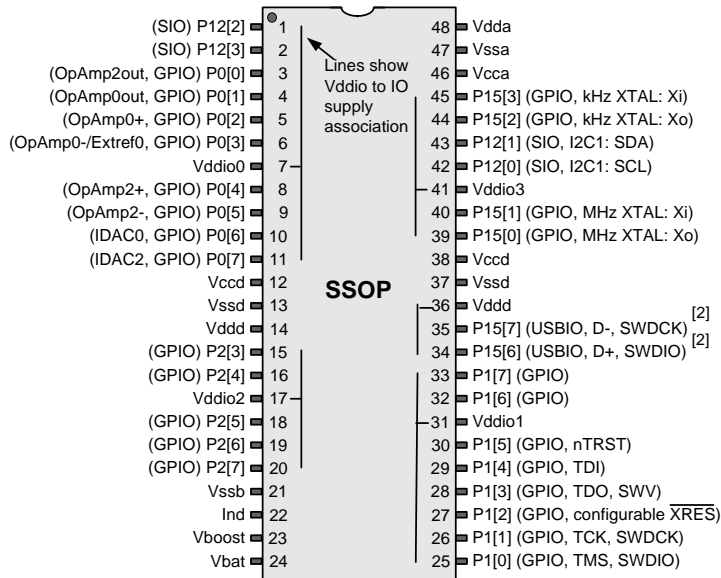 (SIO) P12[2] 1 48 Vdda
(SIO) P12[3] 2 47 Vssa
(OpAmp2out, GPIO) P0[0] 3 46 Vcca
(OpAmp0out, GPIO) P0[1] 4 45 P15[3] (GPIO, kHz XTAL: Xi)
(OpAmp0+, GPIO) P0[2] 5 44 P15[2] (GPIO, kHz XTAL: Xo)
(OpAmp0-/Extref0, GPIO) P0[3] 6 43 P12[1] (SIO, I2C1: SDA)
Vddio0 7 42 P12[0] (SIO, I2C1: SCL)
(OpAmp2+, GPIO) P0[4] 8 41 Vddio3
(OpAmp2-, GPIO) P0[5] 9 40 P15[1] (GPIO, MHz XTAL: Xi)
(IDAC0, GPIO) P0[6] 10 39 P15[0] (GPIO, MHz XTAL: Xo)
(IDAC2, GPIO) P0[7] 11 38 Vccd
Vccd 12 37 Vssd
Vssd 13 36 Vddd
Vddd 14 35 P15[7] (USBIO, D-, SWDCK) [2]
(GPIO) P2[3] 15 34 P15[6] (USBIO, D+, SWDIO) [2]
(GPIO) P2[4] 16 33 P1[7] (GPIO)
Vddio2 17 32 P1[6] (GPIO)
(GPIO) P2[5] 18 31 Vddio1
(GPIO) P2[6] 19 30 P1[5] (GPIO, nTRST)
(GPIO) P2[7] 20 29 P1[4] (GPIO, TDI)
Vssb 21 28 P1[3] (GPIO, TDO, SWV)
Ind 22 27 P1[2] (GPIO, configurable XRES)
Vboost 23 26 P1[1] (GPIO, TCK, SWDCK)
Vbat 24 25 P1[0] (GPIO, TMS, SWDIO)
Lines show
Vddio to IO
supply
association
SSOP